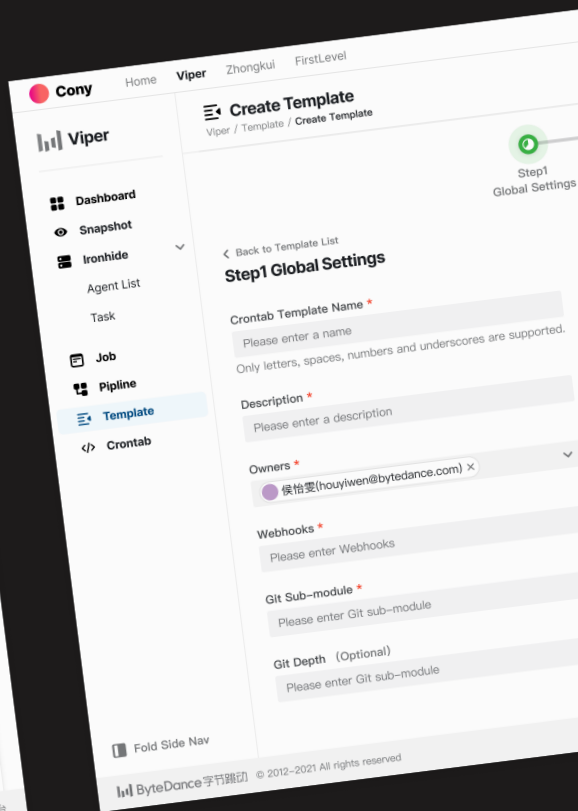 Cony
Home Viper Zhongkui FirstLevel
Viper
Create Template
Viper / Template / Create Template
Step1
Global Settings
Dashboard
Snapshot
Ironhide
Agent List
Task
Job
Pipline
Template
Crontab
Back to Template List
Step1 Global Settings
Crontab Template Name *
Please enter a name
Only letters, spaces, numbers and underscores are supported.
Description *
Please enter a description
Owners *
侯怡雯(houyiwen@bytedance.com) ×
Webhooks *
Please enter Webhooks
Git Sub-module *
Please enter Git sub-module
Git Depth (Optional)
Please enter Git sub-module
Fold Side Nav
ByteDance字节跳动 © 2012-2021 All rights reserved